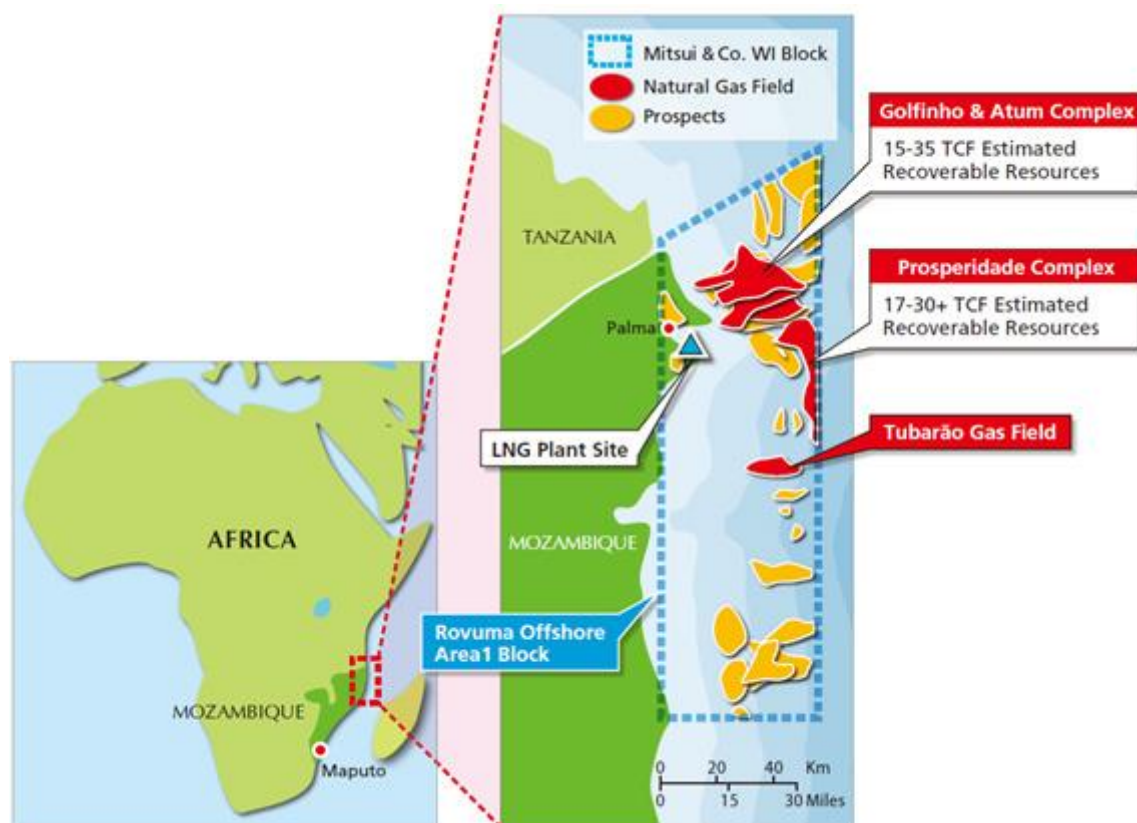 Mitsui & Co. WI Block
Natural Gas Field
Prospects
Golfinho & Atum Complex
15-35 TCF Estimated
Recoverable Resources
TANZANIA
Prosperidade Complex
17-30+ TCF Estimated
Recoverable Resources
Palma
LNG Plant Site
Tubarão Gas Field
AFRICA
MOZAMBIQUE
Rovuma Offshore
Area1 Block
MOZAMBIQUE
Maputo
0 20 40 Km
0 15 30 Miles